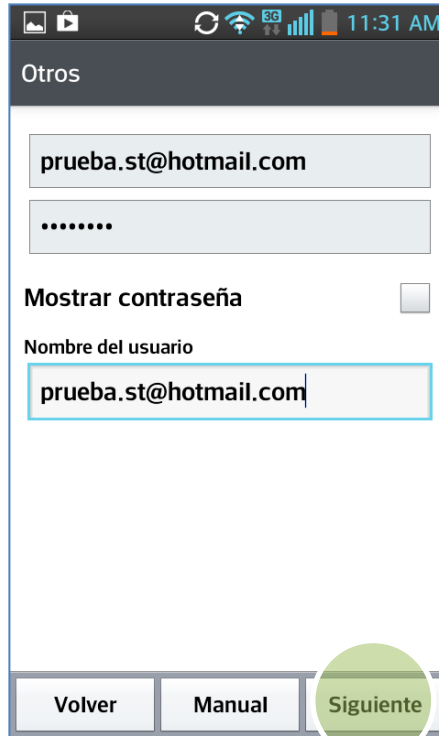 3G 11:31 AM
Otros
prueba.st@hotmail.com
••••••••
Mostrar contraseña
Nombre del usuario
prueba.st@hotmail.com
Volver Manual Siguiente